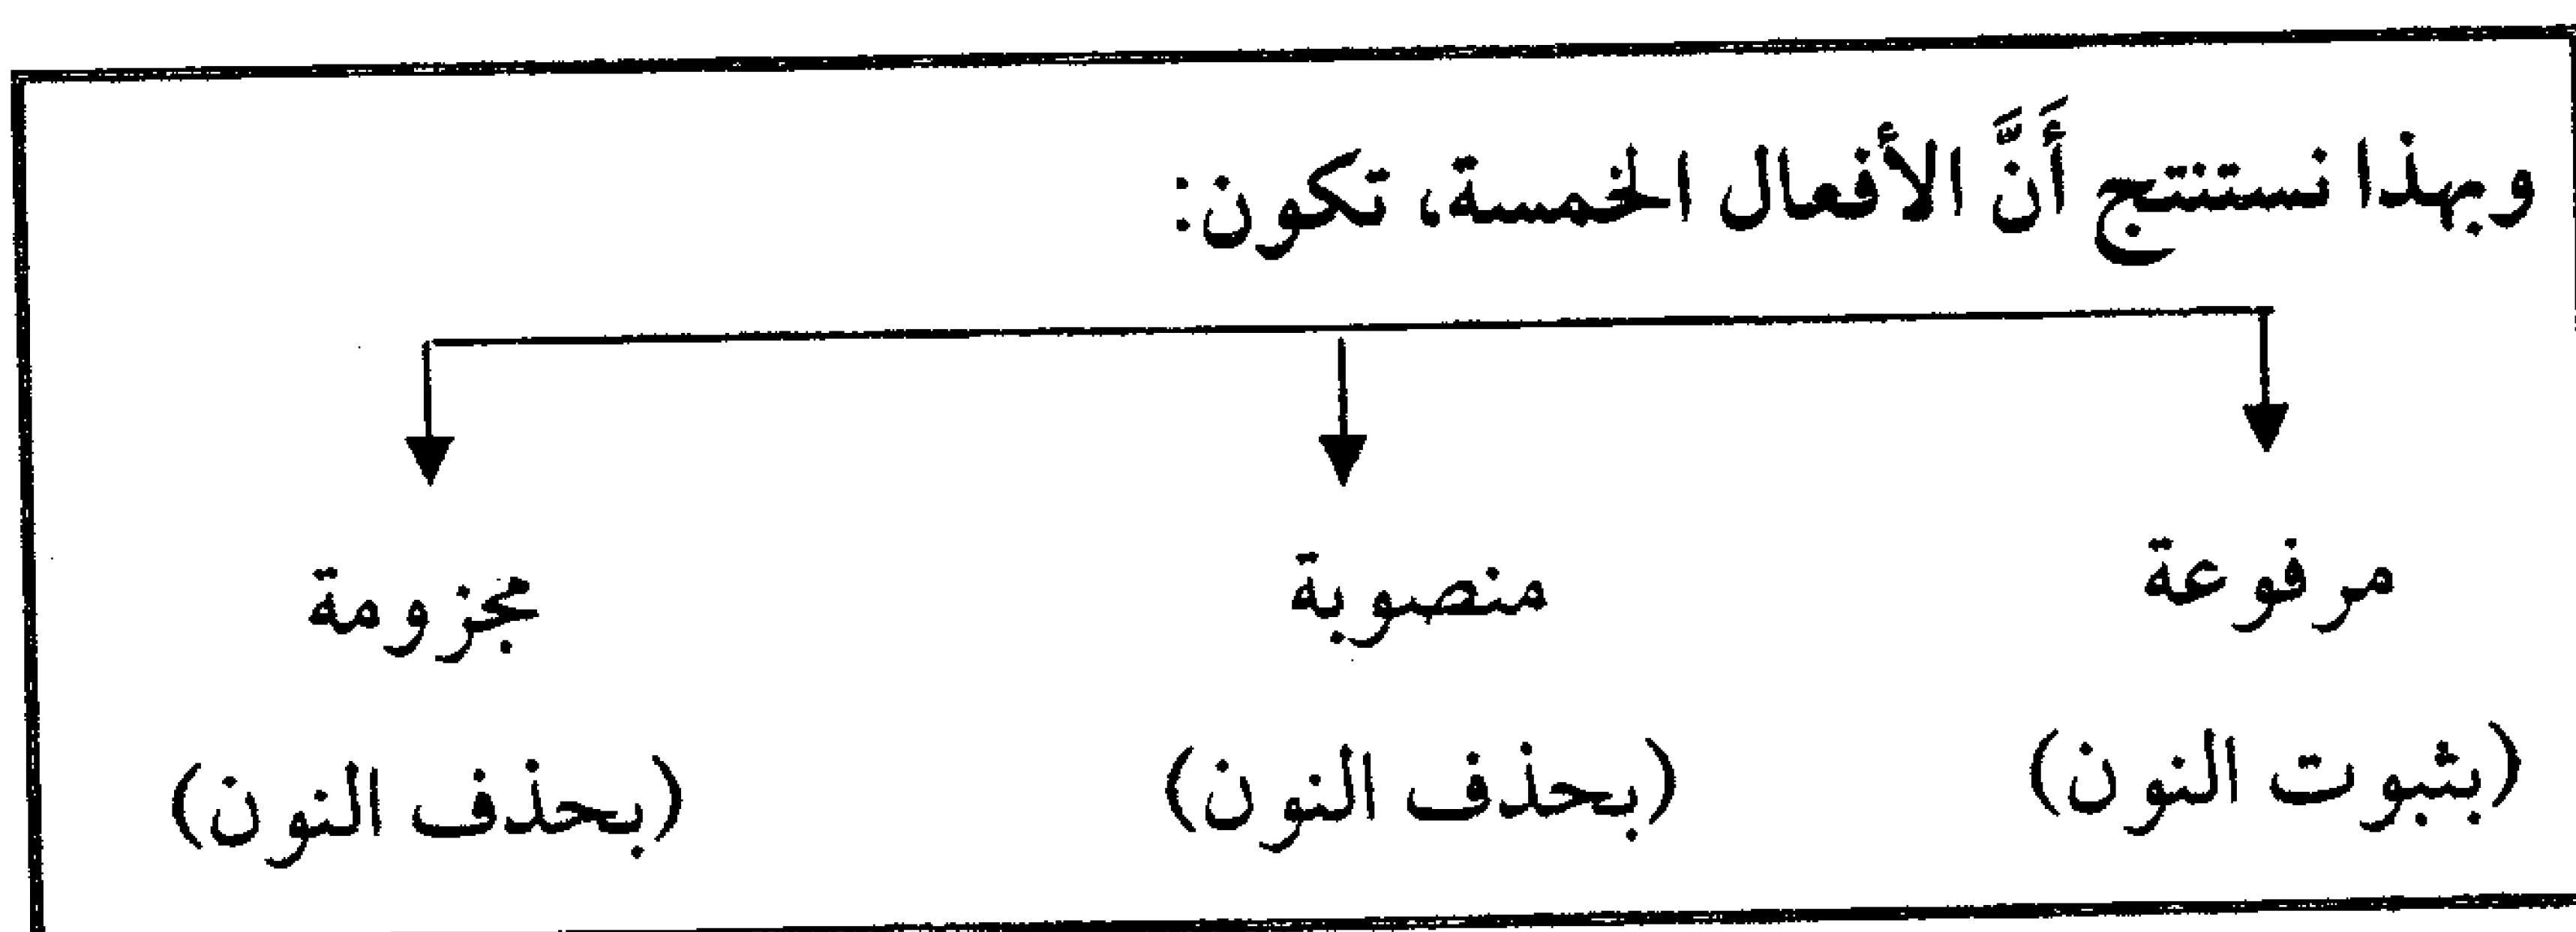 وبهذا نستنتج أَنَّ الأفعال الخمسة، تكون:
مرفوعة منصوبة مجزومة
(بثبوت النون) (بحذف النون) (بحذف النون)